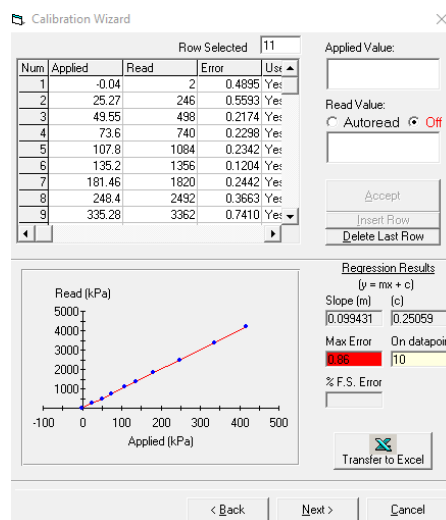 Calibration Wizard
Row Selected 11
Num Applied Read Error Use
1 -0.04 2 0.4895 Yes
2 25.27 246 0.5593 Yes
3 49.55 498 0.2174 Yes
4 73.6 740 0.2298 Yes
5 107.8 1084 0.2342 Yes
6 135.2 1356 0.1204 Yes
7 181.46 1820 0.2442 Yes
8 248.4 2492 0.3663 Yes
9 335.28 3362 0.7410 Yes
Applied Value:
Read Value:
Autoread Off
Accept
Insert Row
Delete Last Row
Read (kPa)
5000
4000
3000
2000
1000
-100 0 100 200 300 400 500
Applied (kPa)
Regression Results
(y = mx + c)
Slope (m) (c)
0.099431 0.25059
Max Error On datapoi
0.86 10
% F.S. Error
Transfer to Excel
< Back Next > Cancel